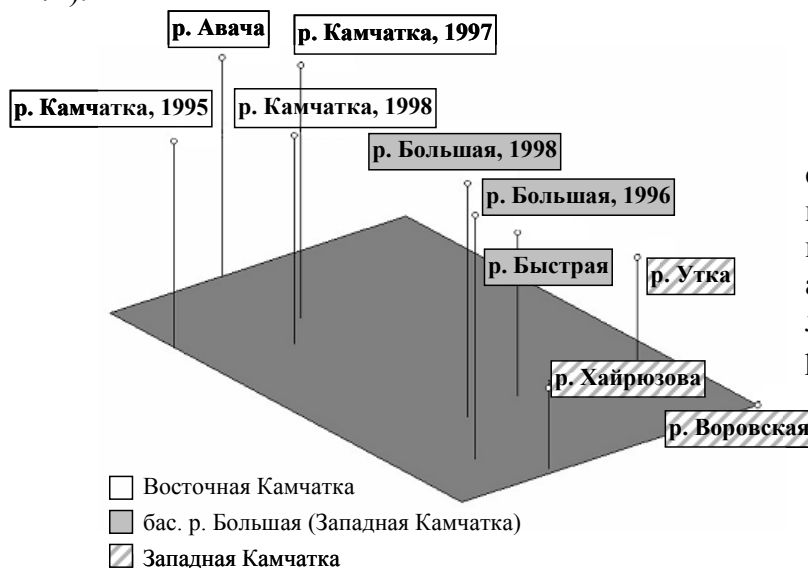 р. Авача
р. Камчатка, 1997
р. Камчатка, 1995
р. Камчатка, 1998
р. Большая, 1998
р. Большая, 1996
р. Быстрая
р. Утка
р. Хайрюзова
р. Воровская
Восточная Камчатка
бас. р. Большая (Западная Камчатка)
Западная Камчатка